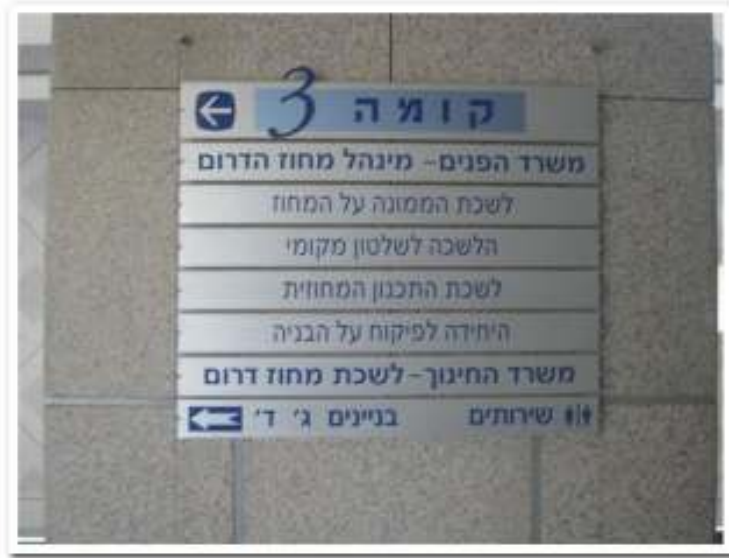 קומה 3
משרד הפנים- מינהל מחוז הדרום
לשכת הממונה על המחוז
הלשכה לשלטון מקומי
לשכת התכנון המחוזית
היחידה לפיקוח על הבניה
משרד החינוך-לשכת מחוז דרום
שירותים בניינים ג׳ ד׳